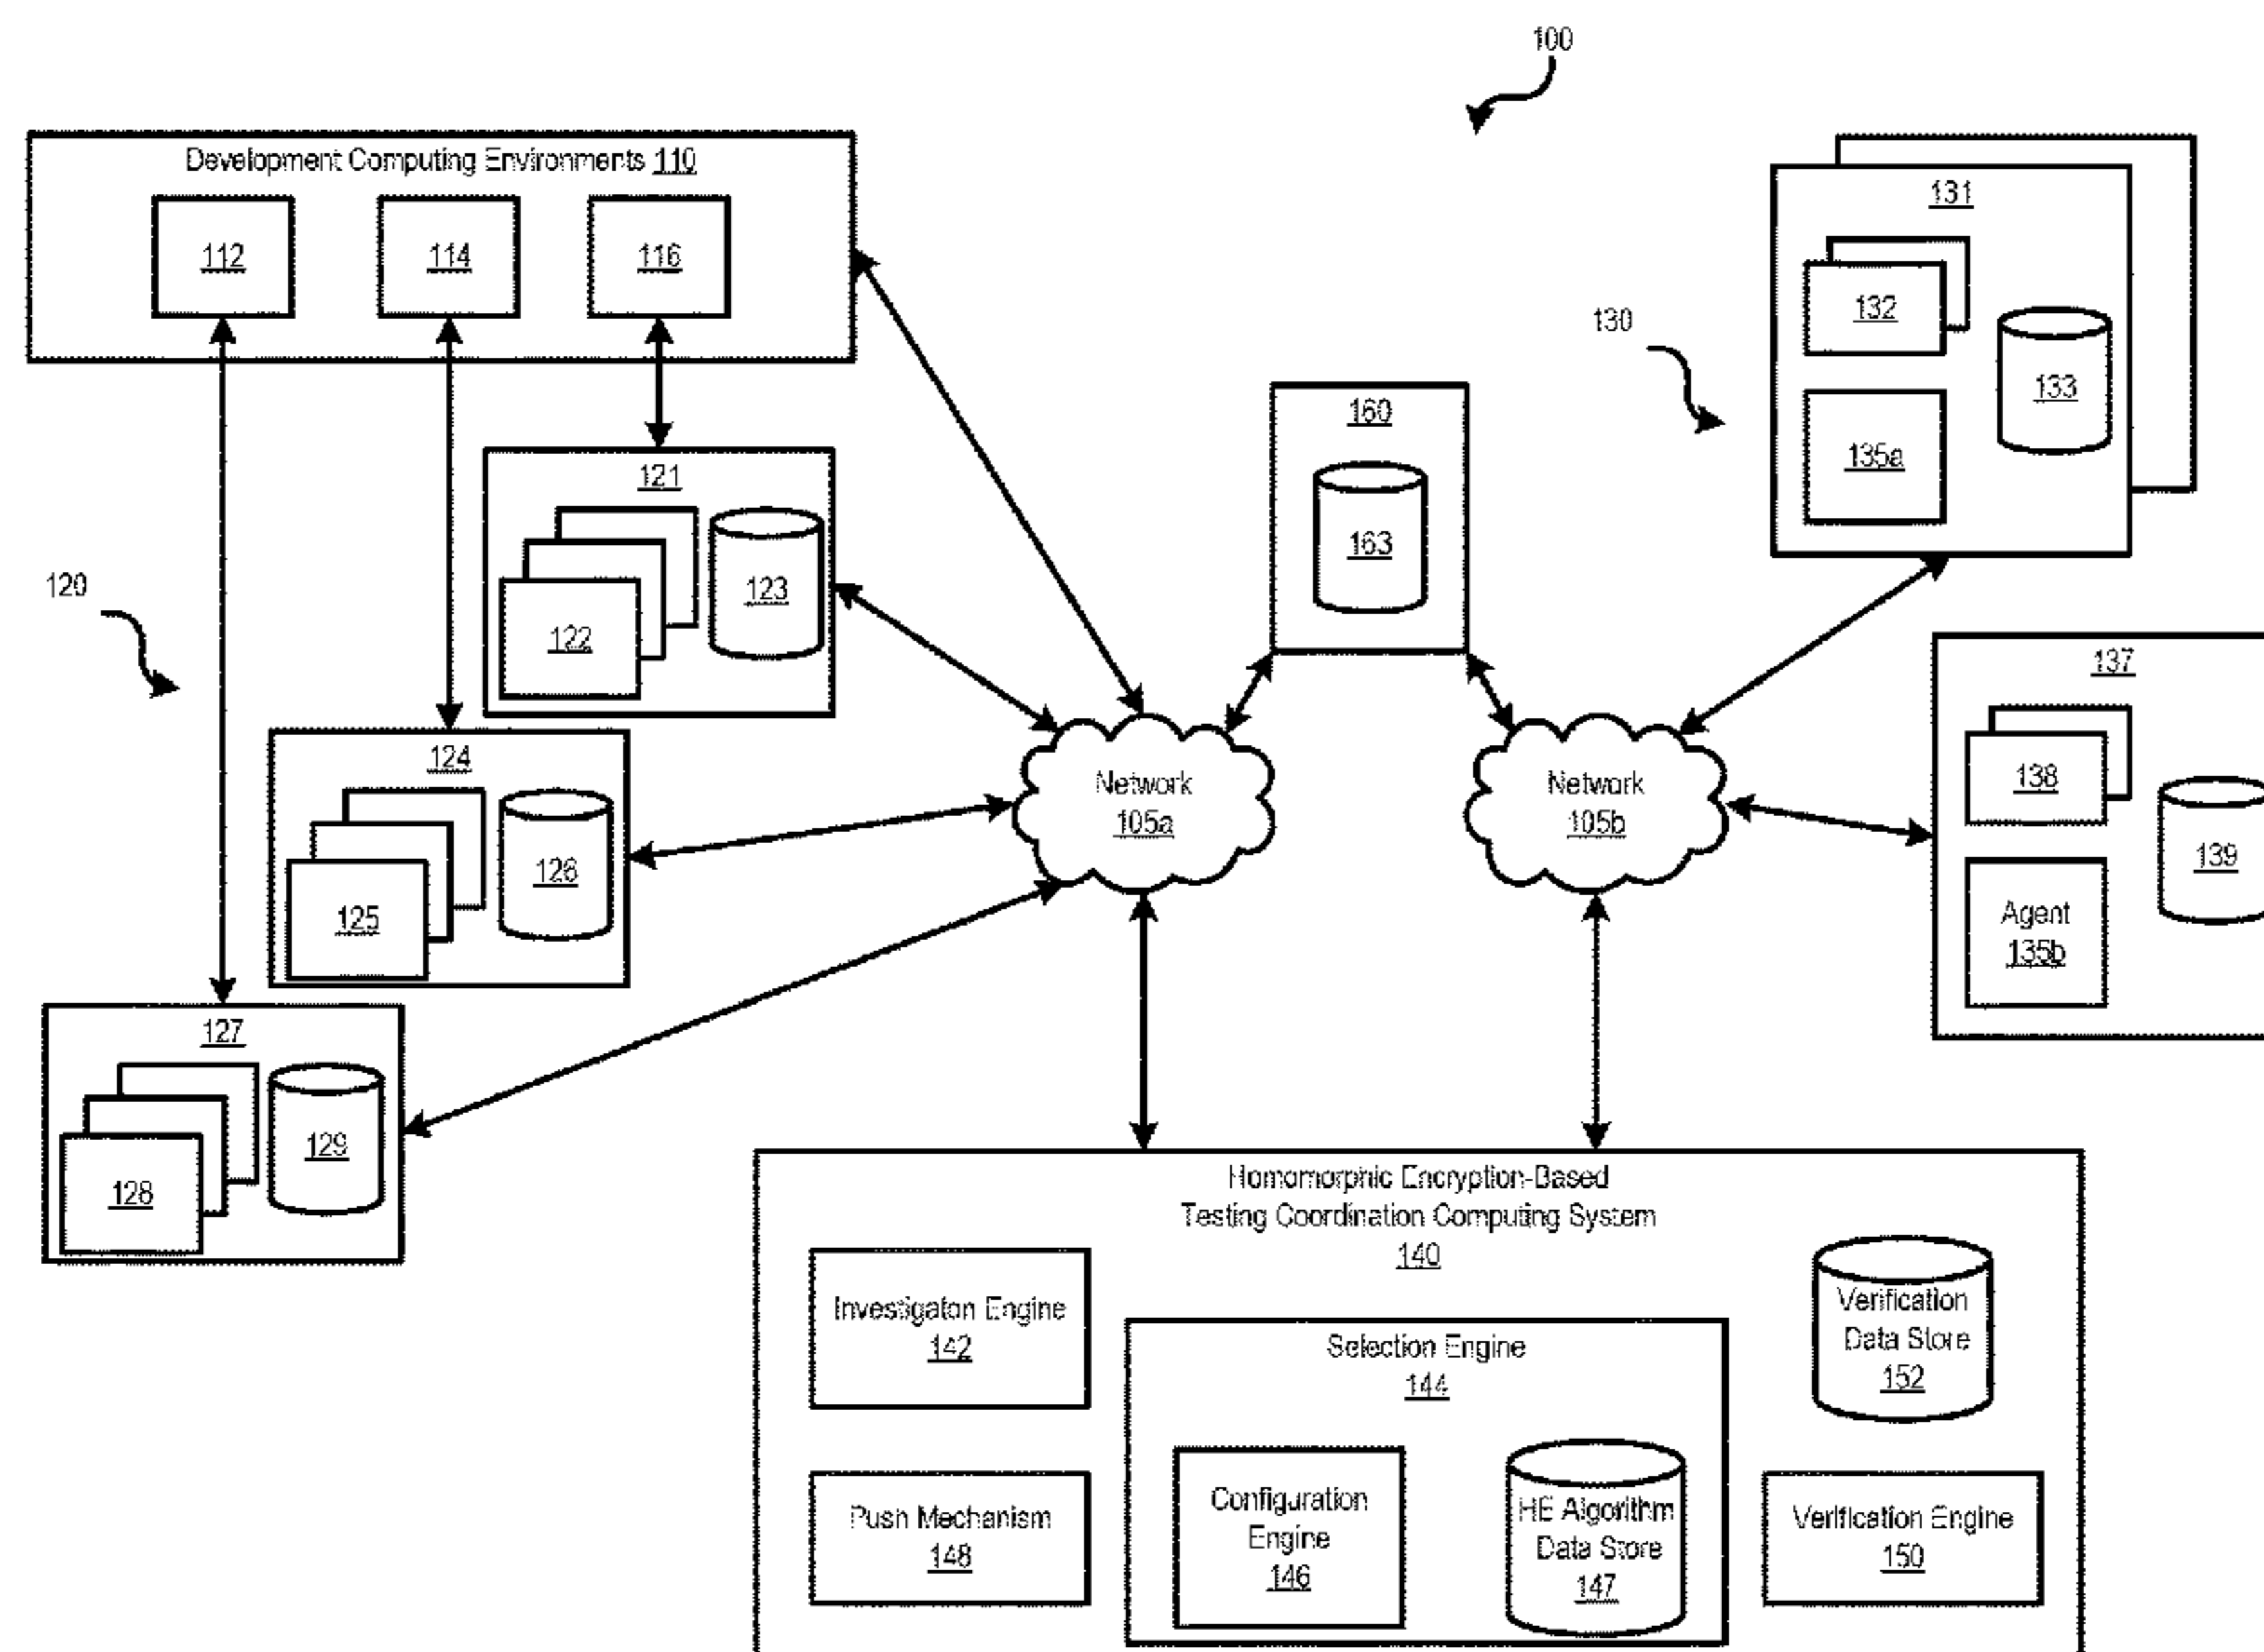 100
Development Computing Environments 110
112
114
116
131
132
133
135a
130
160
163
121
122
123
120
137
138
139
Agent
135b
124
125
126
Network
105a
Network
105b
127
128
129
Homomorphic Encryption-Based
Testing Coordination Computing System
140
Investigaton Engine
142
Selection Engine
144
Verification
Data Store
152
Push Mechanism
148
Configuration
Engine
146
HE Algorithm
Data Store
147
Verification Engine
150